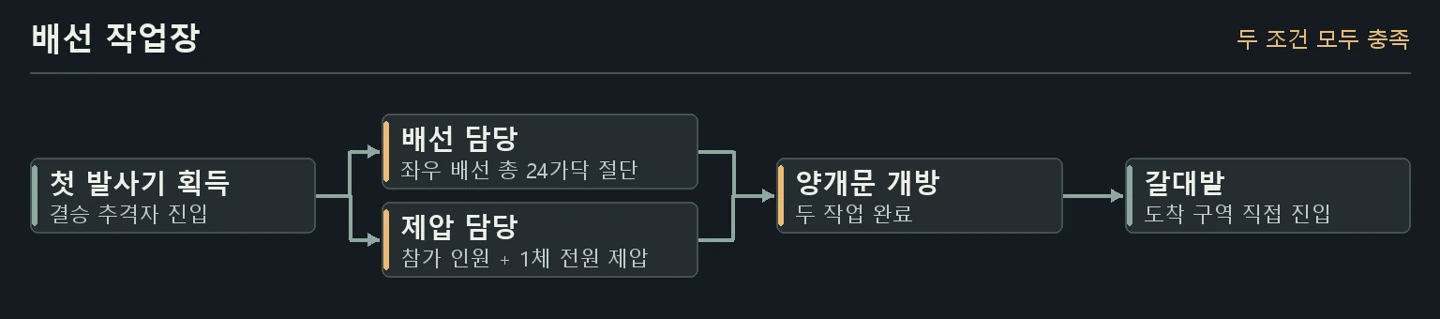 배선 작업장
두 조건 모두 충족
첫 발사기 획득
결승 추격자 진입
배선 담당
좌우 배선 총 24가닥 절단
제압 담당
참가 인원 + 1체 전원 제압
양개문 개방
두 작업 완료
갈대밭
도착 구역 직접 진입